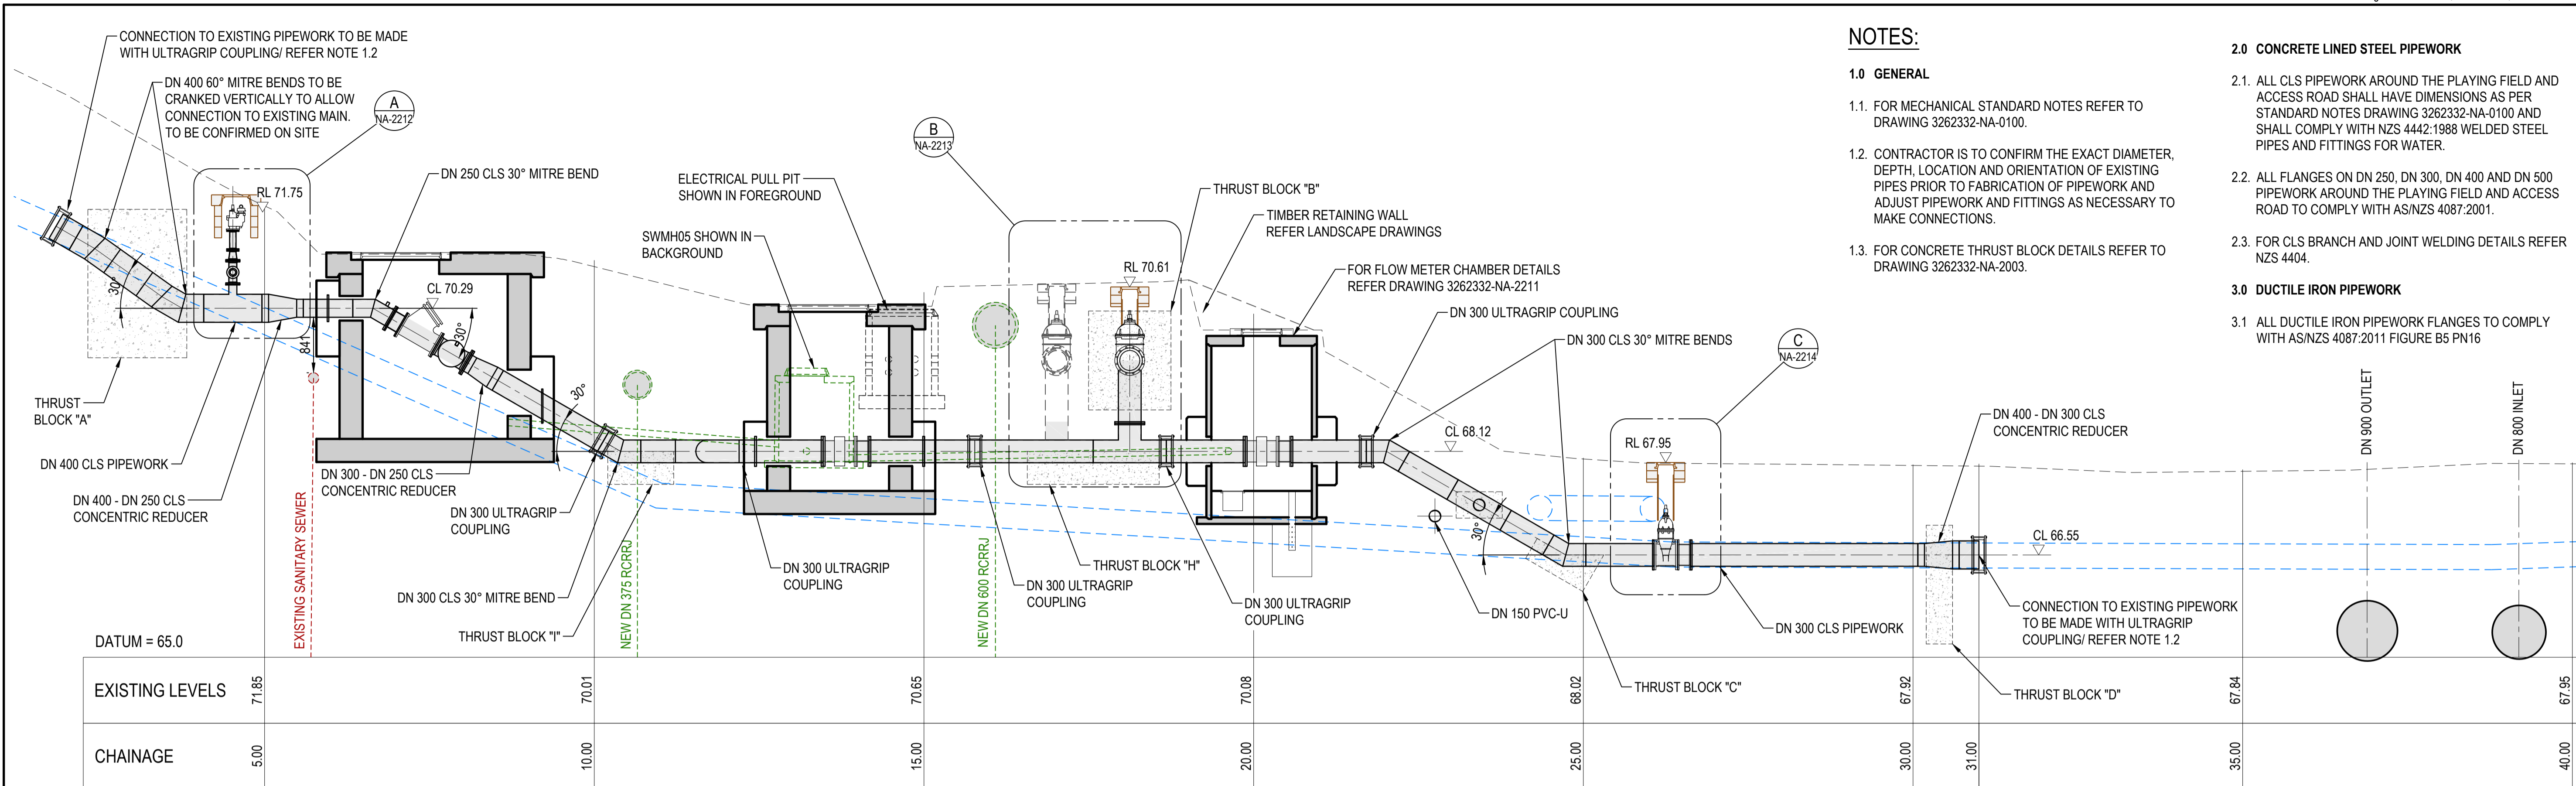 CONNECTION TO EXISTING PIPEWORK TO BE MADE
WITH ULTRAGRIP COUPLING/ REFER NOTE 1.2
DN 400 60° MITRE BENDS TO BE
CRANKED VERTICALLY TO ALLOW
CONNECTION TO EXISTING MAIN.
TO BE CONFIRMED ON SITE
A
NA-2212
RL 71.75
DN 250 CLS 30° MITRE BEND
ELECTRICAL PULL PIT
SHOWN IN FOREGROUND
SWMH05 SHOWN IN
BACKGROUND
B
NA-2213
THRUST BLOCK "B"
TIMBER RETAINING WALL
REFER LANDSCAPE DRAWINGS
RL 70.61
FOR FLOW METER CHAMBER DETAILS
REFER DRAWING 3262332-NA-2211
DN 300 ULTRAGRIP COUPLING
DN 300 CLS 30° MITRE BENDS
C
NA-2214
CL 70.29
30°
30°
841
30°
THRUST
BLOCK "A"
DN 400 CLS PIPEWORK
DN 400 - DN 250 CLS
CONCENTRIC REDUCER
EXISTING SANITARY SEWER
DN 300 - DN 250 CLS
CONCENTRIC REDUCER
DN 300 ULTRAGRIP
COUPLING
DN 300 CLS 30° MITRE BEND
THRUST BLOCK "I"
NEW DN 375 RCRRJ
DN 300 ULTRAGRIP
COUPLING
NEW DN 600 RCRRJ
DN 300 ULTRAGRIP
COUPLING
THRUST BLOCK "H"
DN 300 ULTRAGRIP
COUPLING
CL 68.12
30°
DN 150 PVC-U
RL 67.95
THRUST BLOCK "C"
DN 300 CLS PIPEWORK
DN 400 - DN 300 CLS
CONCENTRIC REDUCER
CL 66.55
CONNECTION TO EXISTING PIPEWORK
TO BE MADE WITH ULTRAGRIP
COUPLING/ REFER NOTE 1.2
THRUST BLOCK "D"
DN 900 OUTLET
DN 800 INLET
NOTES:
1.0 GENERAL
1.1. FOR MECHANICAL STANDARD NOTES REFER TO
DRAWING 3262332-NA-0100.
1.2. CONTRACTOR IS TO CONFIRM THE EXACT DIAMETER,
DEPTH, LOCATION AND ORIENTATION OF EXISTING
PIPES PRIOR TO FABRICATION OF PIPEWORK AND
ADJUST PIPEWORK AND FITTINGS AS NECESSARY TO
MAKE CONNECTIONS.
1.3. FOR CONCRETE THRUST BLOCK DETAILS REFER TO
DRAWING 3262332-NA-2003.
2.0 CONCRETE LINED STEEL PIPEWORK
2.1. ALL CLS PIPEWORK AROUND THE PLAYING FIELD AND
ACCESS ROAD SHALL HAVE DIMENSIONS AS PER
STANDARD NOTES DRAWING 3262332-NA-0100 AND
SHALL COMPLY WITH NZS 4442:1988 WELDED STEEL
PIPES AND FITTINGS FOR WATER.
2.2. ALL FLANGES ON DN 250, DN 300, DN 400 AND DN 500
PIPEWORK AROUND THE PLAYING FIELD AND ACCESS
ROAD TO COMPLY WITH AS/NZS 4087:2001.
2.3. FOR CLS BRANCH AND JOINT WELDING DETAILS REFER
NZS 4404.
3.0 DUCTILE IRON PIPEWORK
3.1 ALL DUCTILE IRON PIPEWORK FLANGES TO COMPLY
WITH AS/NZS 4087:2011 FIGURE B5 PN16
DATUM = 65.0
EXISTING LEVELS 71.85 70.01 70.65 70.08 68.02 67.92 67.84 67.95
CHAINAGE 5.00 10.00 15.00 20.00 25.00 30.00 31.00 35.00 40.00